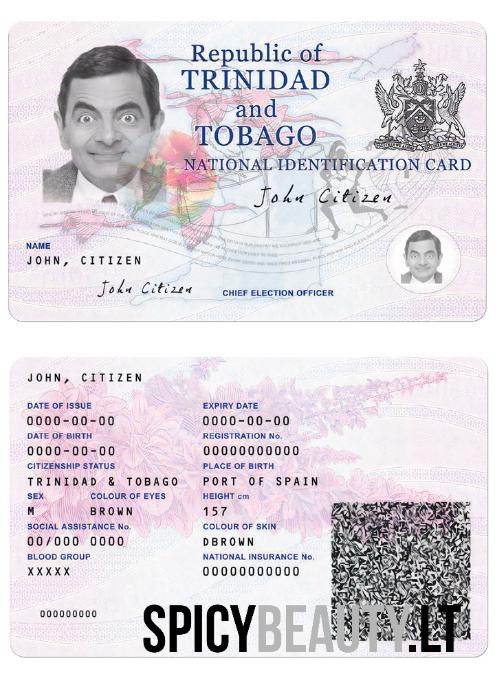 Republic of
TRINIDAD
and
TOBAGO
NATIONAL IDENTIFICATION CARD
John Citizen
NAME
JOHN, CITIZEN
John Citizen
CHIEF ELECTION OFFICER
JOHN, CITIZEN
DATE OF ISSUE EXPIRY DATE
0000-00-00 0000-00-00
DATE OF BIRTH REGISTRATION No.
0000-00-00 00000000000
CITIZENSHIP STATUS PLACE OF BIRTH
TRINIDAD & TOBAGO PORT OF SPAIN
SEX COLOUR OF EYES HEIGHT cm
M BROWN 157
SOCIAL ASSISTANCE No. COLOUR OF SKIN
00/000 0000 DBROWN
BLOOD GROUP NATIONAL INSURANCE No.
XXXXX 00000000000
000000000
SPICYBEAUTY.LT